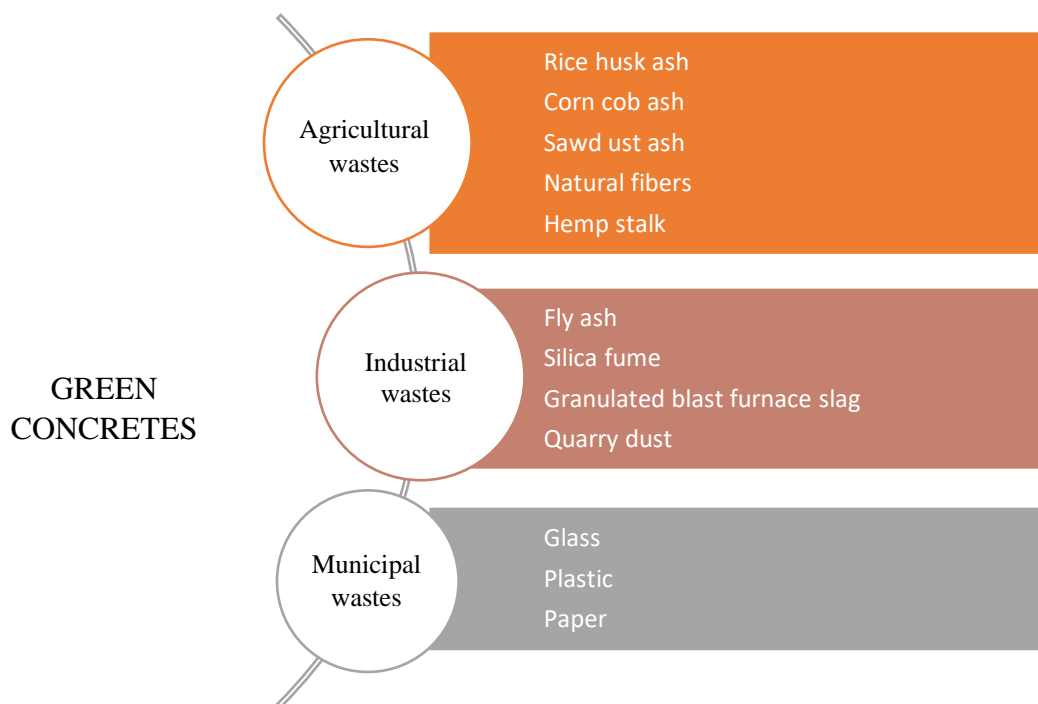 GREEN
CONCRETES
Agricultural
wastes
Rice husk ash
Corn cob ash
Sawd ust ash
Natural fibers
Hemp stalk
Industrial
wastes
Fly ash
Silica fume
Granulated blast furnace slag
Quarry dust
Municipal
wastes
Glass
Plastic
Paper